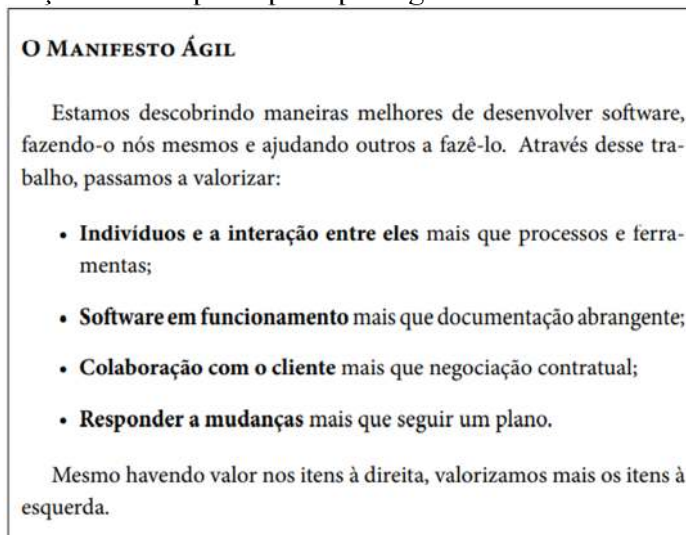 O MANIFESTO ÁGIL
Estamos descobrindo maneiras melhores de desenvolver software,
fazendo-o nós mesmos e ajudando outros a fazê-lo. Através desse tra-
balho, passamos a valorizar:
• Indivíduos e a interação entre eles mais que processos e ferra-
mentas;
• Software em funcionamento mais que documentação abrangente;
• Colaboração com o cliente mais que negociação contratual;
• Responder a mudanças mais que seguir um plano.
Mesmo havendo valor nos itens à direita, valorizamos mais os itens à
esquerda.